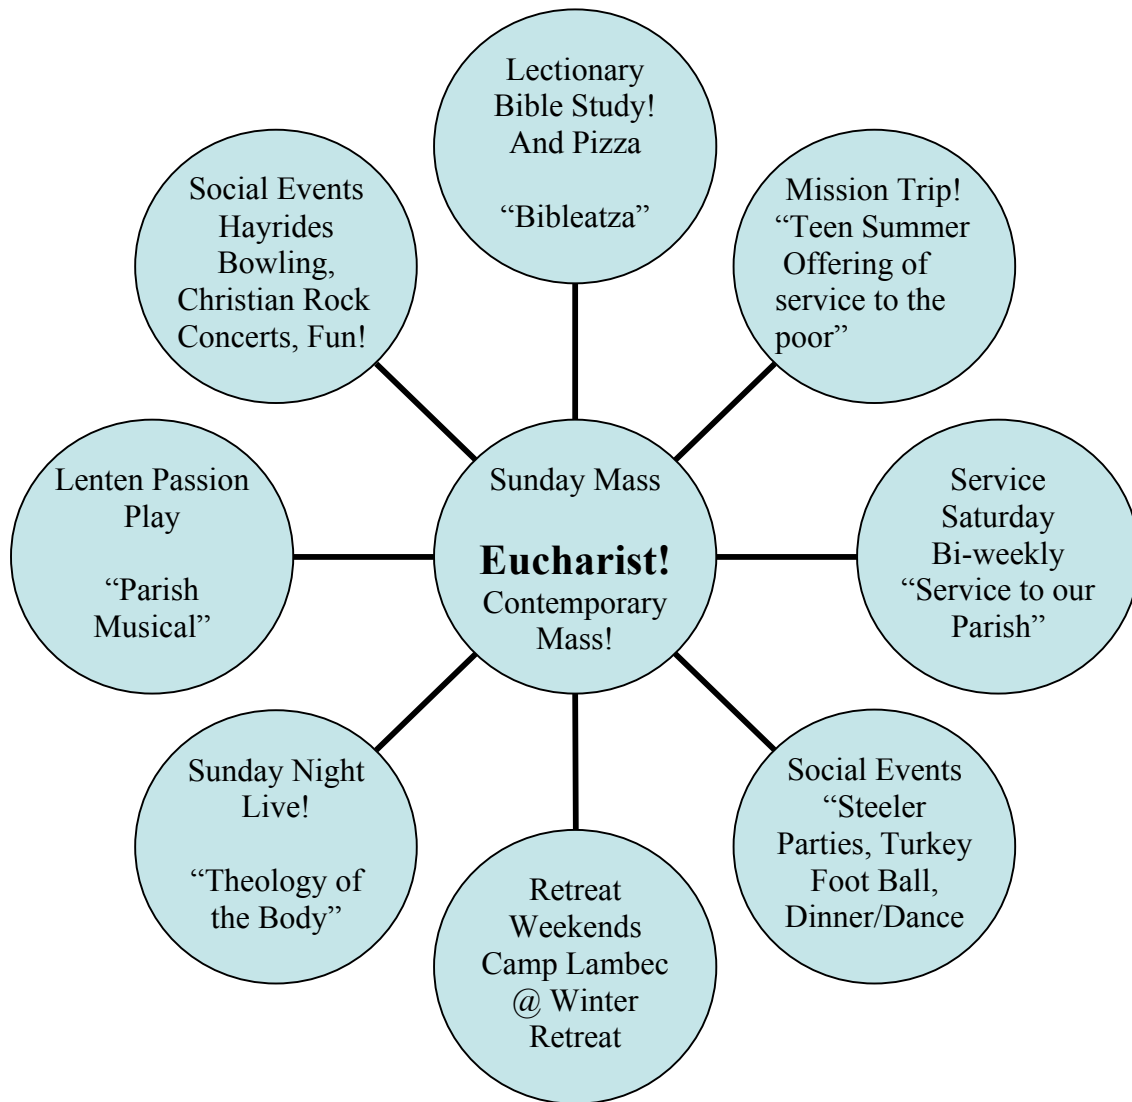 Lectionary
Bible Study!
And Pizza
“Bibleatza”
Social Events
Hayrides
Bowling,
Christian Rock
Concerts, Fun!
Mission Trip!
“Teen Summer
Offering of
service to the
poor”
Lenten Passion
Play
“Parish
Musical”
Sunday Mass
Eucharist!
Contemporary
Mass!
Service
Saturday
Bi-weekly
“Service to our
Parish”
Sunday Night
Live!
“Theology of
the Body”
Retreat
Weekends
Camp Lambec
@ Winter
Retreat
Social Events
“Steeler
Parties, Turkey
Foot Ball,
Dinner/Dance